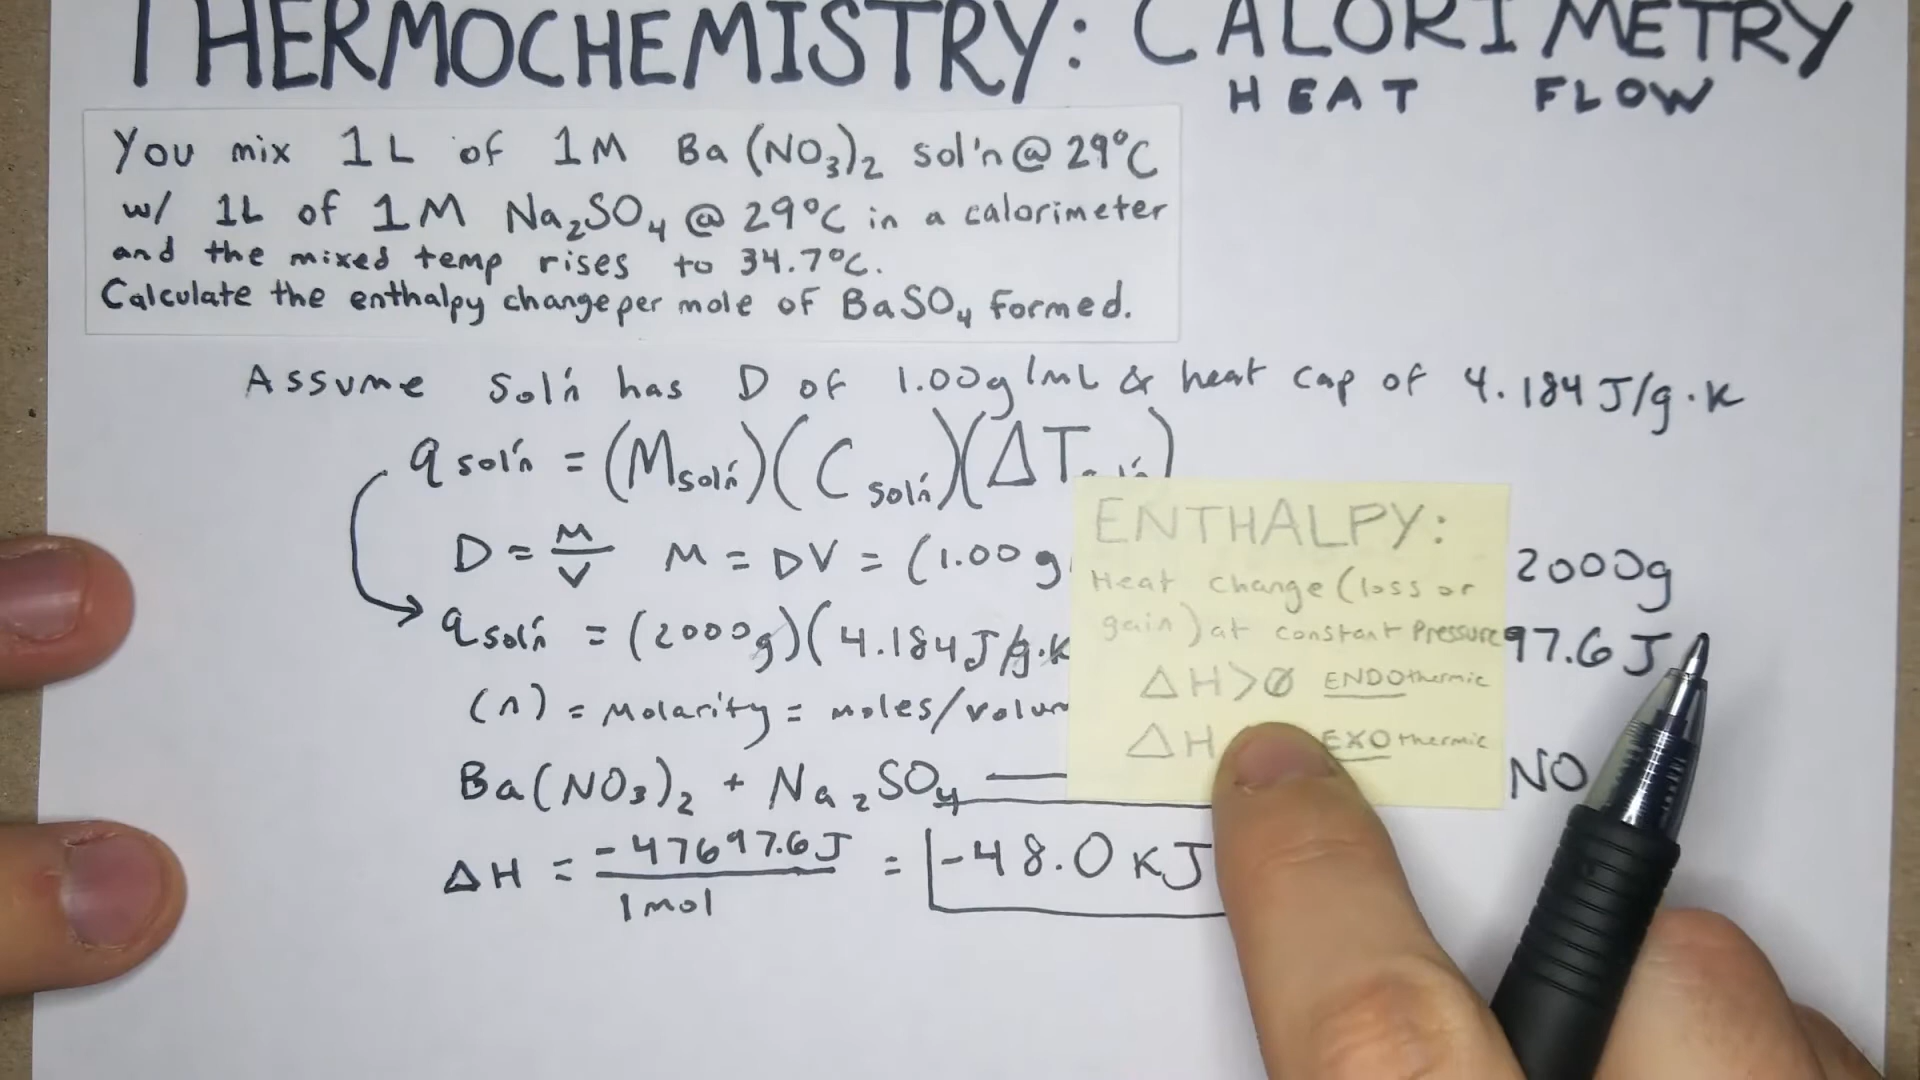 THERMOCHEMISTRY: CALORIMETRY
HEAT FLOW
You mix 1L of 1M Ba(NO₃)₂ sol'n @ 29°C
w/ 1L of 1M Na₂SO₄ @ 29°C in a calorimeter
and the mixed temp rises to 34.7°C.
Calculate the enthalpy change per mole of BaSO₄ formed.
Assume sol'n has D of 1.00g/mL & heat cap of 4.184 J/g·K
q sol'n = (M sol'n)(C sol'n)(ΔT
D = M/V M = DV = (1.00 g 2000g
q sol'n = (2000g)(4.184 J/g·K 97.6 J
(n) = Molarity = moles/volum
Ba(NO₃)₂ + Na₂SO₄ — NO
ΔH = -47697.6J / 1mol = -48.0 KJ
ENTHALPY:
Heat change (loss or
gain) at constant Pressure
ΔH>0 ENDOthermic
ΔH EXOthermic